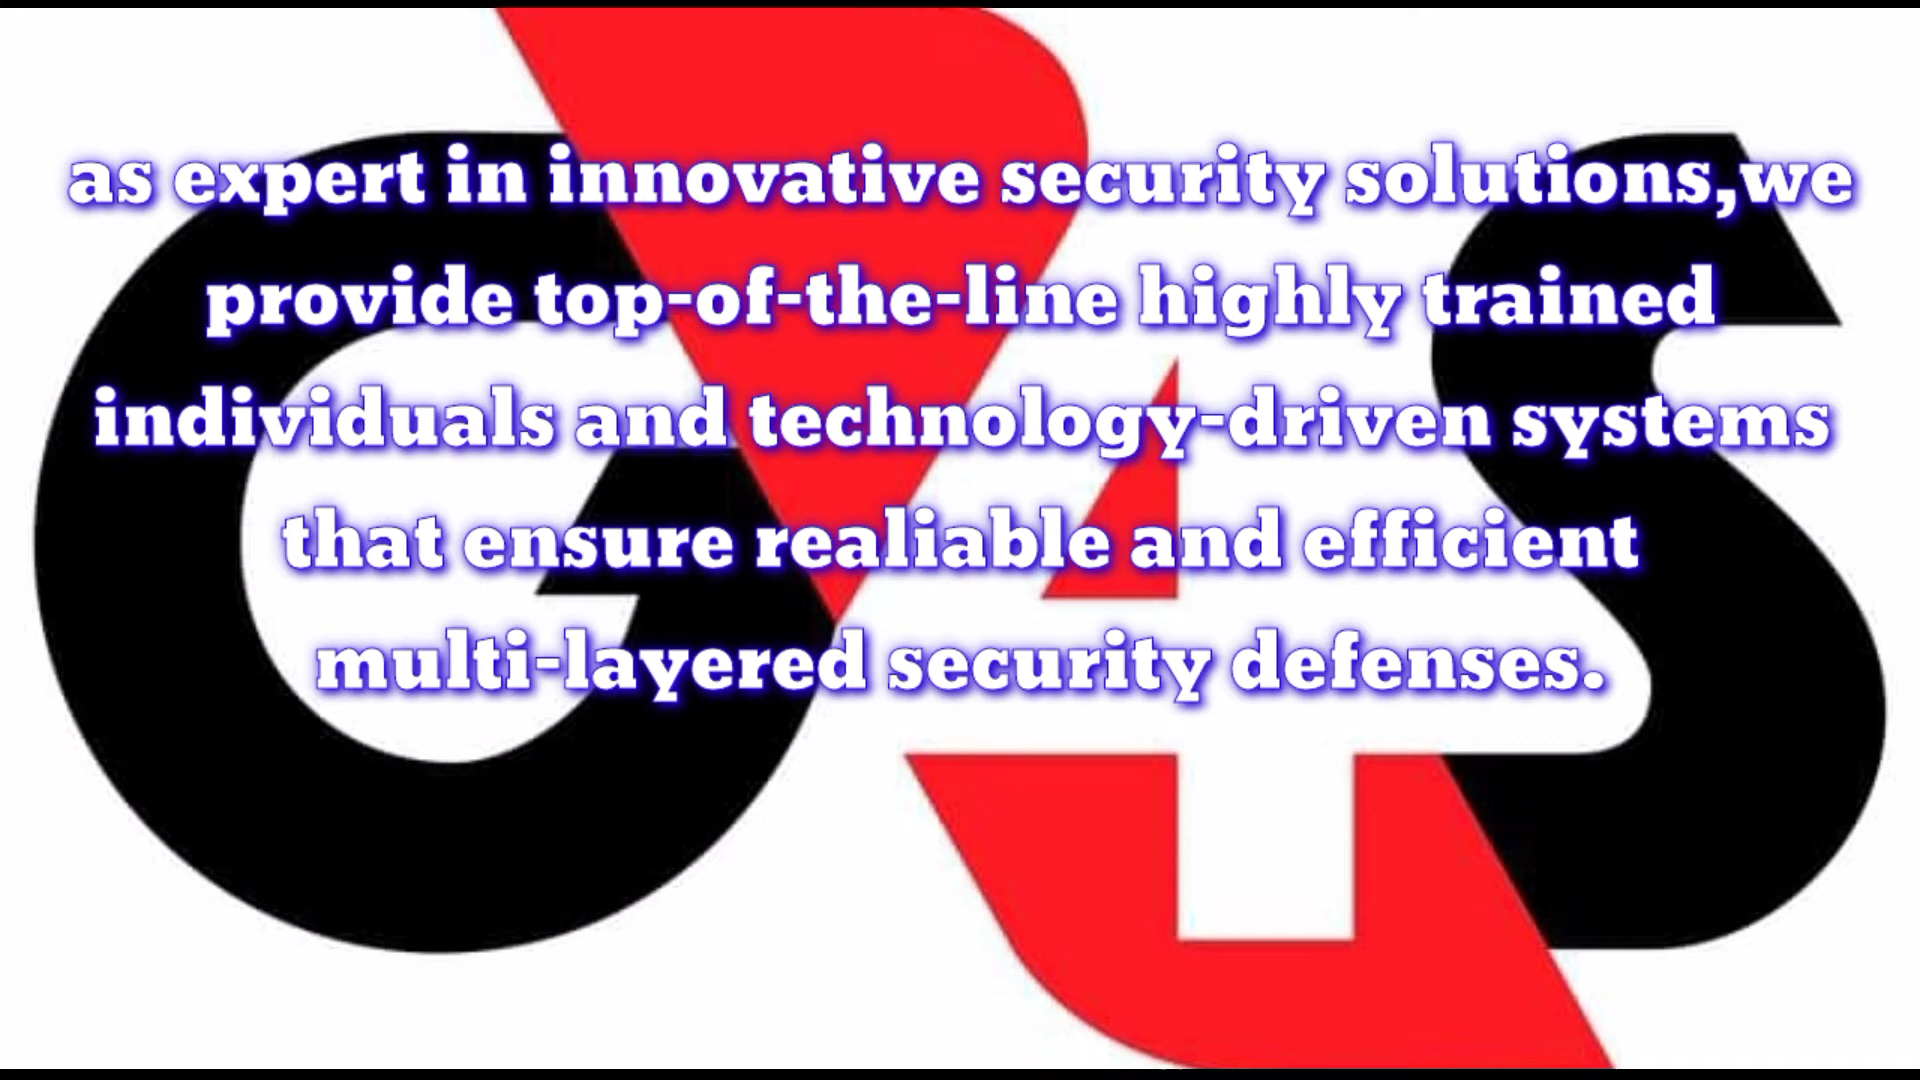 as expert in innovative security solutions,we
provide top-of-the-line highly trained
individuals and technology-driven systems
that ensure realiable and efficient
multi-layered security defenses.
G4S